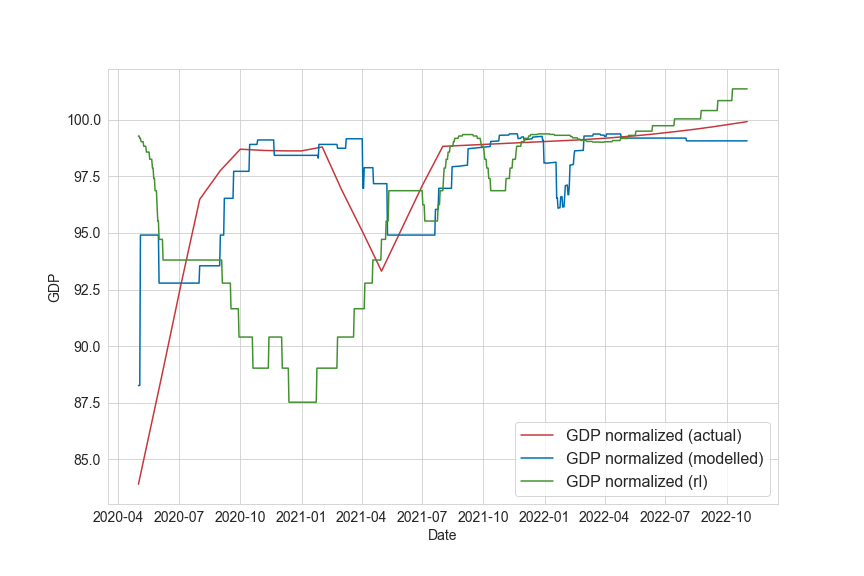 100.0
97.5
95.0
92.5
90.0
87.5
85.0
GDP
GDP normalized (actual)
GDP normalized (modelled)
GDP normalized (rl)
2020-04 2020-07 2020-10 2021-01 2021-04 2021-07 2021-10 2022-01 2022-04 2022-07 2022-10
Date